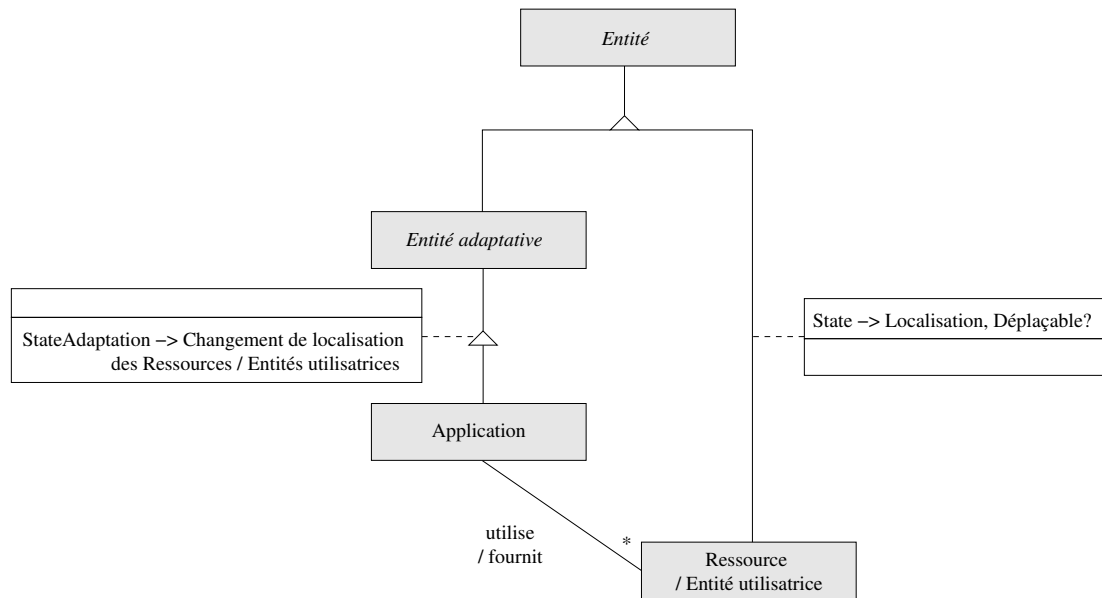 Entité
Entité adaptative
StateAdaptation −> Changement de localisation
des Ressources / Entités utilisatrices
State −> Localisation, Déplaçable?
Application
utilise
/ fournit
*
Ressource
/ Entité utilisatrice